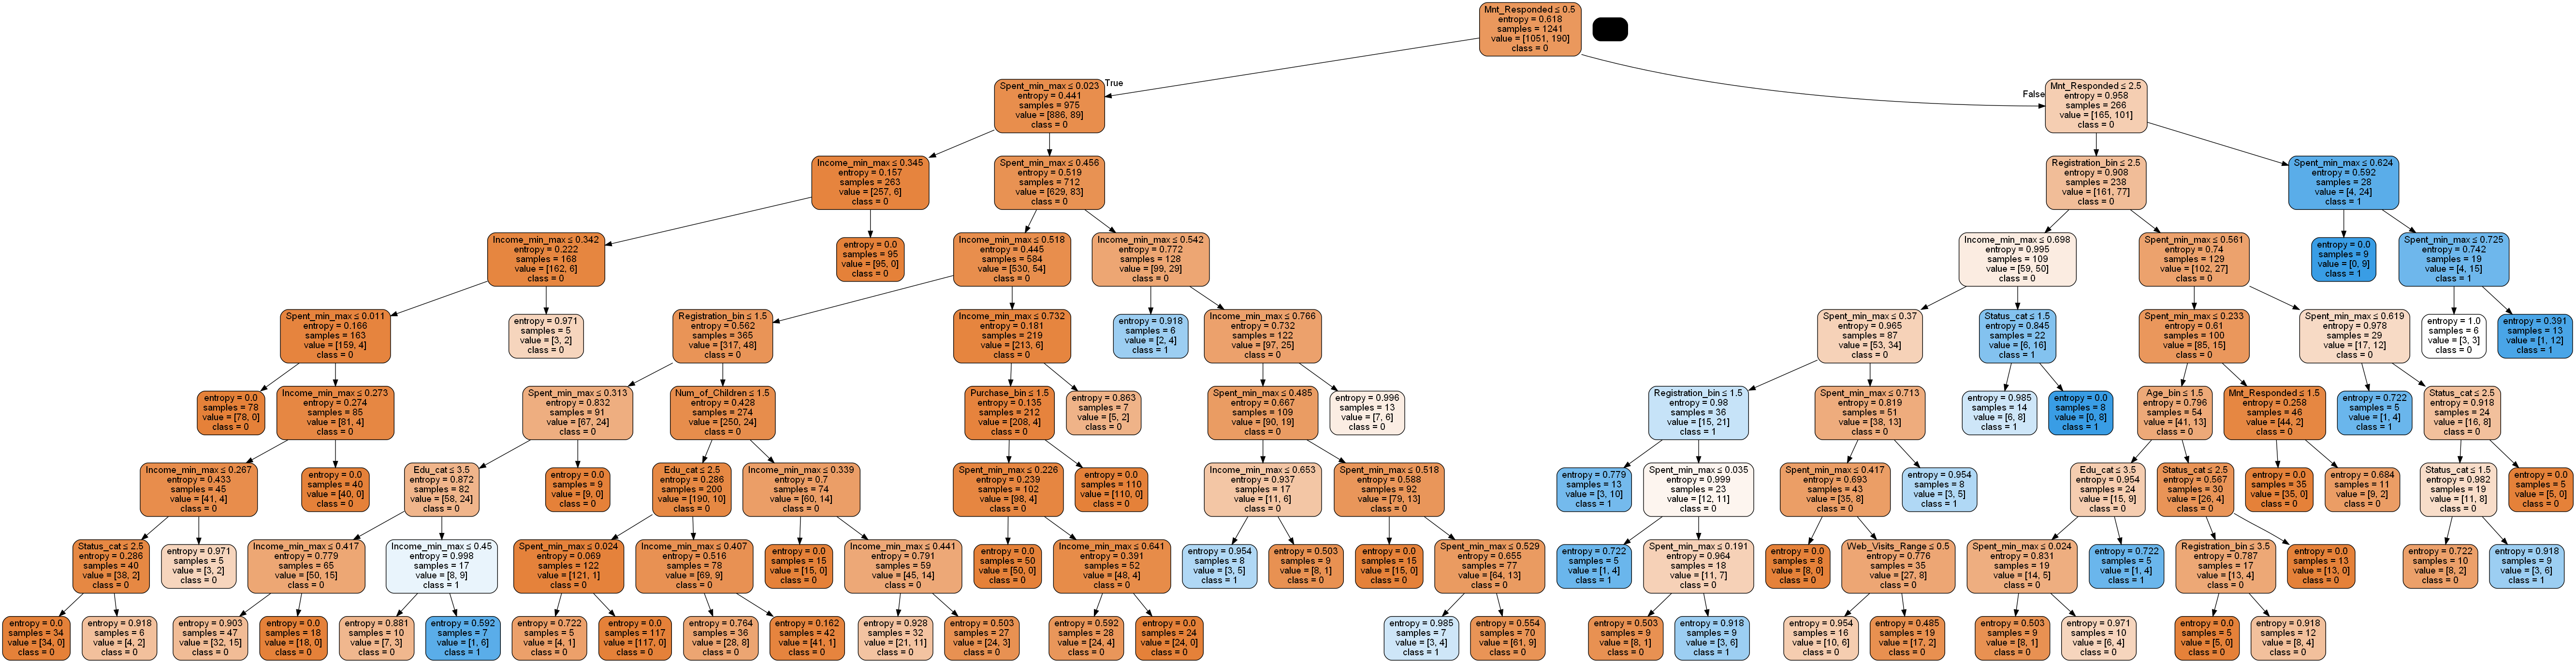 Mnt_Responded ≤ 0.5
entropy = 0.618
samples = 1241
value = [1051, 190]
class = 0
True
False
Spent_min_max ≤ 0.023
entropy = 0.441
samples = 975
value = [886, 89]
class = 0
Mnt_Responded ≤ 2.5
entropy = 0.958
samples = 266
value = [165, 101]
class = 0
Income_min_max ≤ 0.345
entropy = 0.157
samples = 263
value = [257, 6]
class = 0
Spent_min_max ≤ 0.456
entropy = 0.519
samples = 712
value = [629, 83]
class = 0
Registration_bin ≤ 2.5
entropy = 0.908
samples = 238
value = [161, 77]
class = 0
Spent_min_max ≤ 0.624
entropy = 0.592
samples = 28
value = [4, 24]
class = 1
Income_min_max ≤ 0.342
entropy = 0.222
samples = 168
value = [162, 6]
class = 0
entropy = 0.0
samples = 95
value = [95, 0]
class = 0
Income_min_max ≤ 0.518
entropy = 0.445
samples = 584
value = [530, 54]
class = 0
Income_min_max ≤ 0.542
entropy = 0.772
samples = 128
value = [99, 29]
class = 0
Income_min_max ≤ 0.698
entropy = 0.995
samples = 109
value = [59, 50]
class = 0
Spent_min_max ≤ 0.561
entropy = 0.74
samples = 129
value = [102, 27]
class = 0
entropy = 0.0
samples = 9
value = [0, 9]
class = 1
Spent_min_max ≤ 0.725
entropy = 0.742
samples = 19
value = [4, 15]
class = 1
Spent_min_max ≤ 0.011
entropy = 0.166
samples = 163
value = [159, 4]
class = 0
entropy = 0.971
samples = 5
value = [3, 2]
class = 0
Registration_bin ≤ 1.5
entropy = 0.562
samples = 365
value = [317, 48]
class = 0
Income_min_max ≤ 0.732
entropy = 0.181
samples = 219
value = [213, 6]
class = 0
entropy = 0.918
samples = 6
value = [2, 4]
class = 1
Income_min_max ≤ 0.766
entropy = 0.732
samples = 122
value = [97, 25]
class = 0
Spent_min_max ≤ 0.37
entropy = 0.965
samples = 87
value = [53, 34]
class = 0
Status_cat ≤ 1.5
entropy = 0.845
samples = 22
value = [6, 16]
class = 1
Spent_min_max ≤ 0.233
entropy = 0.61
samples = 100
value = [85, 15]
class = 0
Spent_min_max ≤ 0.619
entropy = 0.978
samples = 29
value = [17, 12]
class = 0
entropy = 1.0
samples = 6
value = [3, 3]
class = 0
entropy = 0.391
samples = 13
value = [1, 12]
class = 1
entropy = 0.0
samples = 78
value = [78, 0]
class = 0
Income_min_max ≤ 0.273
entropy = 0.274
samples = 85
value = [81, 4]
class = 0
Spent_min_max ≤ 0.313
entropy = 0.832
samples = 91
value = [67, 24]
class = 0
Num_of_Children ≤ 1.5
entropy = 0.428
samples = 274
value = [250, 24]
class = 0
Purchase_bin ≤ 1.5
entropy = 0.135
samples = 212
value = [208, 4]
class = 0
entropy = 0.863
samples = 7
value = [5, 2]
class = 0
Spent_min_max ≤ 0.485
entropy = 0.667
samples = 109
value = [90, 19]
class = 0
entropy = 0.996
samples = 13
value = [7, 6]
class = 0
Registration_bin ≤ 1.5
entropy = 0.98
samples = 36
value = [15, 21]
class = 1
Spent_min_max ≤ 0.713
entropy = 0.819
samples = 51
value = [38, 13]
class = 0
entropy = 0.985
samples = 14
value = [6, 8]
class = 1
entropy = 0.0
samples = 8
value = [0, 8]
class = 1
Age_bin ≤ 1.5
entropy = 0.796
samples = 54
value = [41, 13]
class = 0
Mnt_Responded ≤ 1.5
entropy = 0.258
samples = 46
value = [44, 2]
class = 0
entropy = 0.722
samples = 5
value = [1, 4]
class = 1
Status_cat ≤ 2.5
entropy = 0.918
samples = 24
value = [16, 8]
class = 0
Income_min_max ≤ 0.267
entropy = 0.433
samples = 45
value = [41, 4]
class = 0
entropy = 0.0
samples = 40
value = [40, 0]
class = 0
Edu_cat ≤ 3.5
entropy = 0.872
samples = 82
value = [58, 24]
class = 0
entropy = 0.0
samples = 9
value = [9, 0]
class = 0
Edu_cat ≤ 2.5
entropy = 0.286
samples = 200
value = [190, 10]
class = 0
Income_min_max ≤ 0.339
entropy = 0.7
samples = 74
value = [60, 14]
class = 0
Spent_min_max ≤ 0.226
entropy = 0.239
samples = 102
value = [98, 4]
class = 0
entropy = 0.0
samples = 110
value = [110, 0]
class = 0
Income_min_max ≤ 0.653
entropy = 0.937
samples = 17
value = [11, 6]
class = 0
Spent_min_max ≤ 0.518
entropy = 0.588
samples = 92
value = [79, 13]
class = 0
entropy = 0.779
samples = 13
value = [3, 10]
class = 1
Spent_min_max ≤ 0.035
entropy = 0.999
samples = 23
value = [12, 11]
class = 0
Spent_min_max ≤ 0.417
entropy = 0.693
samples = 43
value = [35, 8]
class = 0
entropy = 0.954
samples = 8
value = [3, 5]
class = 1
Edu_cat ≤ 3.5
entropy = 0.954
samples = 24
value = [15, 9]
class = 0
Status_cat ≤ 2.5
entropy = 0.567
samples = 30
value = [26, 4]
class = 0
entropy = 0.0
samples = 35
value = [35, 0]
class = 0
entropy = 0.684
samples = 11
value = [9, 2]
class = 0
Status_cat ≤ 1.5
entropy = 0.982
samples = 19
value = [11, 8]
class = 0
entropy = 0.0
samples = 5
value = [5, 0]
class = 0
Status_cat ≤ 2.5
entropy = 0.286
samples = 40
value = [38, 2]
class = 0
entropy = 0.971
samples = 5
value = [3, 2]
class = 0
Income_min_max ≤ 0.417
entropy = 0.779
samples = 65
value = [50, 15]
class = 0
Income_min_max ≤ 0.45
entropy = 0.998
samples = 17
value = [8, 9]
class = 1
Spent_min_max ≤ 0.024
entropy = 0.069
samples = 122
value = [121, 1]
class = 0
Income_min_max ≤ 0.407
entropy = 0.516
samples = 78
value = [69, 9]
class = 0
entropy = 0.0
samples = 15
value = [15, 0]
class = 0
Income_min_max ≤ 0.441
entropy = 0.791
samples = 59
value = [45, 14]
class = 0
entropy = 0.0
samples = 50
value = [50, 0]
class = 0
Income_min_max ≤ 0.641
entropy = 0.391
samples = 52
value = [48, 4]
class = 0
entropy = 0.954
samples = 8
value = [3, 5]
class = 1
entropy = 0.503
samples = 9
value = [8, 1]
class = 0
entropy = 0.0
samples = 15
value = [15, 0]
class = 0
Spent_min_max ≤ 0.529
entropy = 0.655
samples = 77
value = [64, 13]
class = 0
entropy = 0.722
samples = 5
value = [1, 4]
class = 1
Spent_min_max ≤ 0.191
entropy = 0.964
samples = 18
value = [11, 7]
class = 0
entropy = 0.0
samples = 8
value = [8, 0]
class = 0
Web_Visits_Range ≤ 0.5
entropy = 0.776
samples = 35
value = [27, 8]
class = 0
Spent_min_max ≤ 0.024
entropy = 0.831
samples = 19
value = [14, 5]
class = 0
entropy = 0.722
samples = 5
value = [1, 4]
class = 1
Registration_bin ≤ 3.5
entropy = 0.787
samples = 17
value = [13, 4]
class = 0
entropy = 0.0
samples = 13
value = [13, 0]
class = 0
entropy = 0.722
samples = 10
value = [8, 2]
class = 0
entropy = 0.918
samples = 9
value = [3, 6]
class = 1
entropy = 0.0
samples = 34
value = [34, 0]
class = 0
entropy = 0.918
samples = 6
value = [4, 2]
class = 0
entropy = 0.903
samples = 47
value = [32, 15]
class = 0
entropy = 0.0
samples = 18
value = [18, 0]
class = 0
entropy = 0.881
samples = 10
value = [7, 3]
class = 0
entropy = 0.592
samples = 7
value = [1, 6]
class = 1
entropy = 0.722
samples = 5
value = [4, 1]
class = 0
entropy = 0.0
samples = 117
value = [117, 0]
class = 0
entropy = 0.764
samples = 36
value = [28, 8]
class = 0
entropy = 0.162
samples = 42
value = [41, 1]
class = 0
entropy = 0.928
samples = 32
value = [21, 11]
class = 0
entropy = 0.503
samples = 27
value = [24, 3]
class = 0
entropy = 0.592
samples = 28
value = [24, 4]
class = 0
entropy = 0.0
samples = 24
value = [24, 0]
class = 0
entropy = 0.985
samples = 7
value = [3, 4]
class = 1
entropy = 0.554
samples = 70
value = [61, 9]
class = 0
entropy = 0.503
samples = 9
value = [8, 1]
class = 0
entropy = 0.918
samples = 9
value = [3, 6]
class = 1
entropy = 0.954
samples = 16
value = [10, 6]
class = 0
entropy = 0.485
samples = 19
value = [17, 2]
class = 0
entropy = 0.503
samples = 9
value = [8, 1]
class = 0
entropy = 0.971
samples = 10
value = [6, 4]
class = 0
entropy = 0.0
samples = 5
value = [5, 0]
class = 0
entropy = 0.918
samples = 12
value = [8, 4]
class = 0